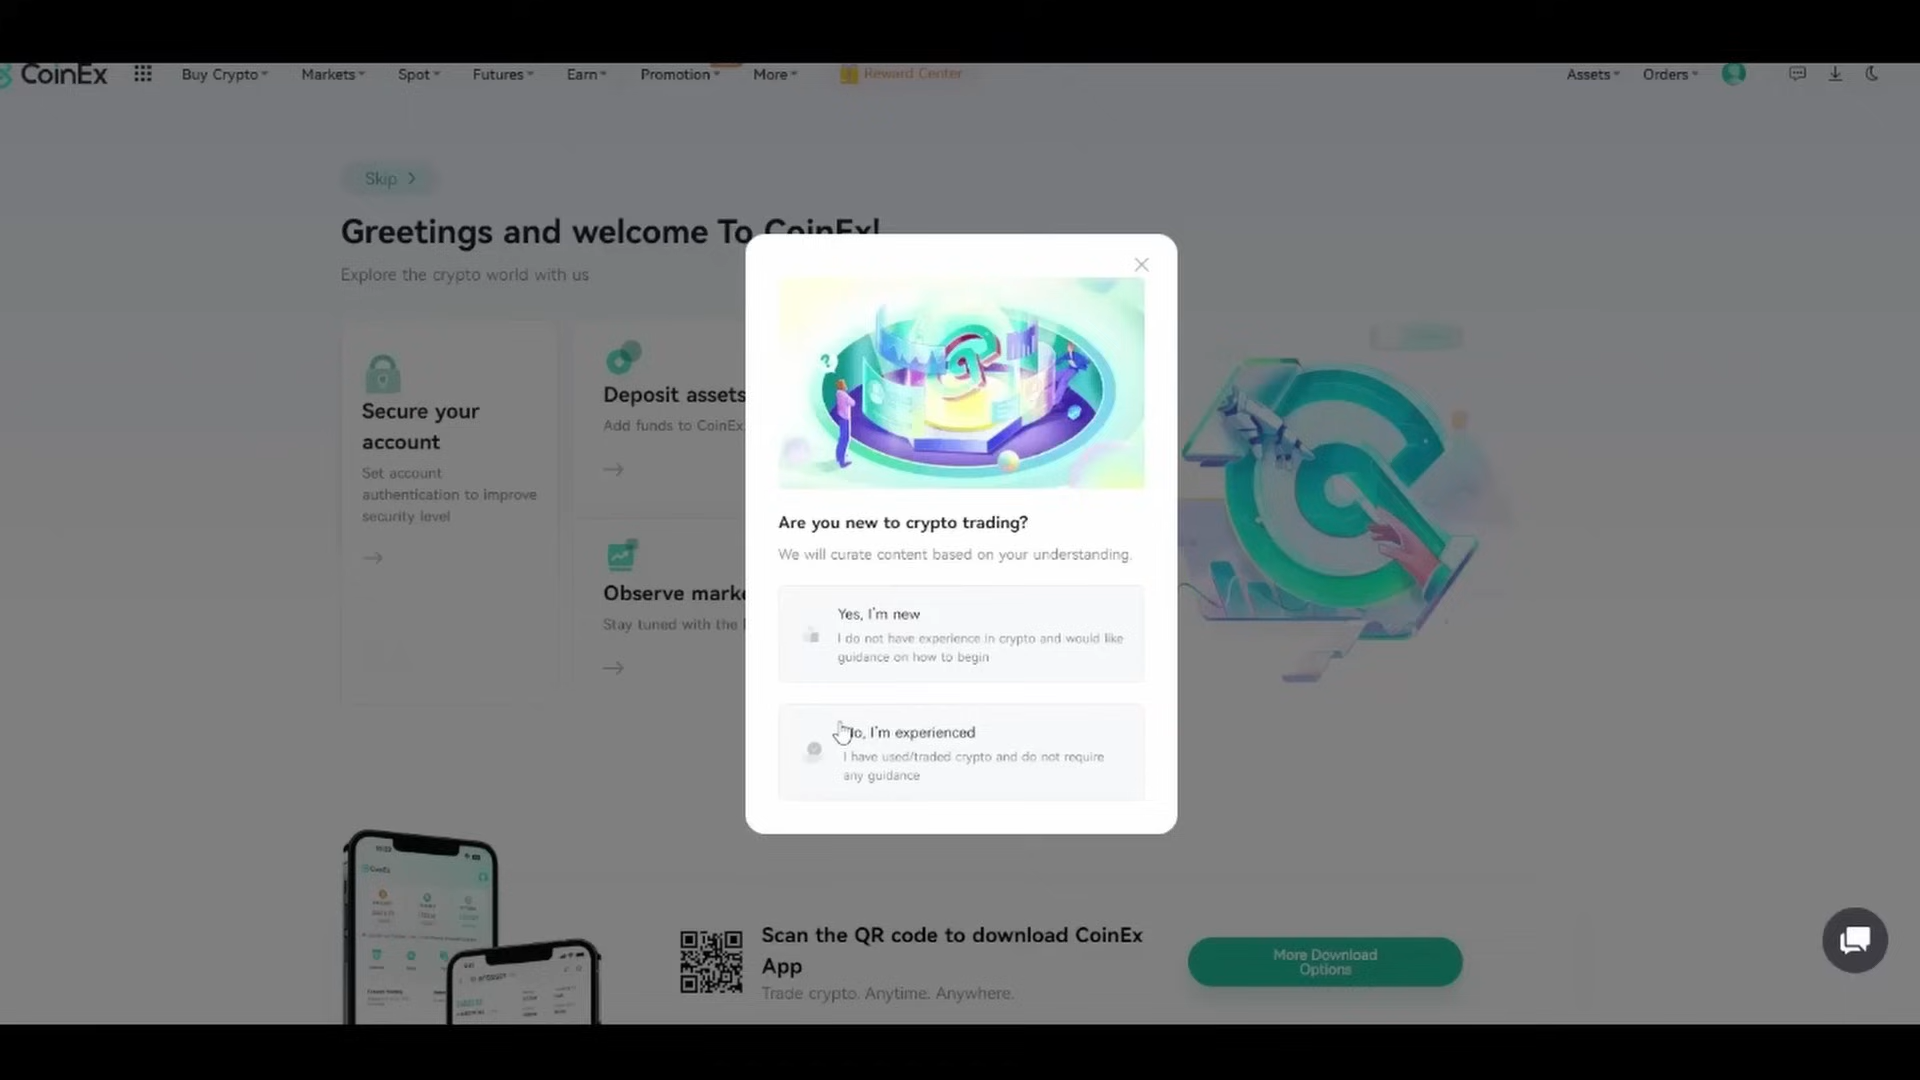 CoinEx Buy Crypto Markets Spot Futures Earn Promotion More Reward Center Assets Orders
Skip
Greetings and welcome To CoinEx!
Explore the crypto world with us
Secure your
account
Set account
authentication to improve
security level
Deposit assets
Add funds to CoinEx
Observe marke
Stay tuned with the
Are you new to crypto trading?
We will curate content based on your understanding.
Yes, I'm new
I do not have experience in crypto and would like
guidance on how to begin
No, I'm experienced
I have used/traded crypto and do not require
any guidance
CoinEx
Scan the QR code to download CoinEx
App
Trade crypto. Anytime. Anywhere.
More Download
Options